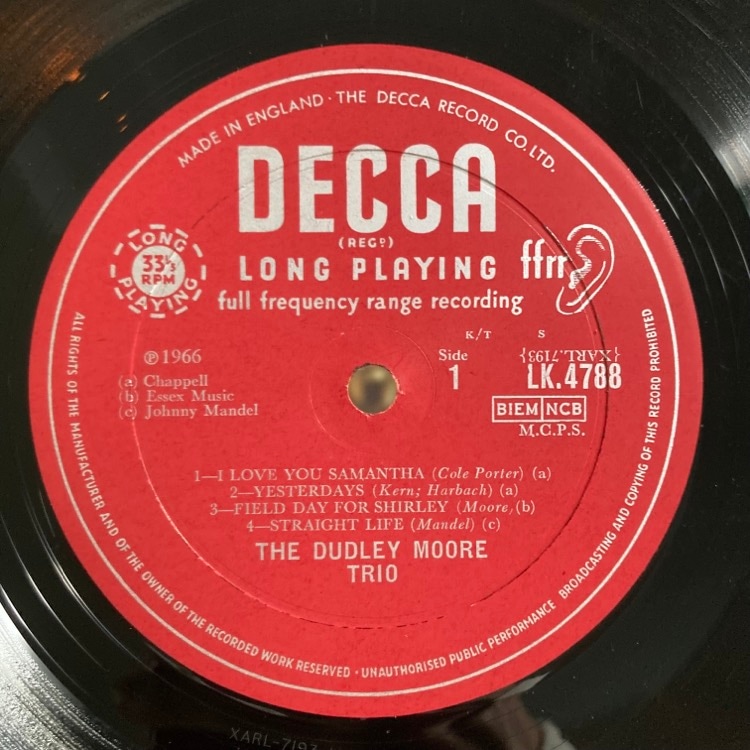 MADE IN ENGLAND · THE DECCA RECORD CO. LTD.
DECCA
(REGD)
LONG PLAYING
ffrr
full frequency range recording
LONG
33⅓
RPM
PLAYING
K/T S
℗1966
Side
{XARL.7193}
1
LK.4788
(a) Chappell
(b) Essex Music
(c) Johnny Mandel
BIEM NCB
M.C.P.S.
1—I LOVE YOU SAMANTHA (Cole Porter) (a)
2—YESTERDAYS (Kern; Harbach) (a)
3—FIELD DAY FOR SHIRLEY (Moore) (b)
4—STRAIGHT LIFE (Mandel) (c)
THE DUDLEY MOORE
TRIO
ALL RIGHTS OF THE MANUFACTURER AND OF THE OWNER OF THE RECORDED WORK RESERVED · UNAUTHORISED PUBLIC PERFORMANCE BROADCASTING AND COPYING OF THIS RECORD PROHIBITED
XARL-7193